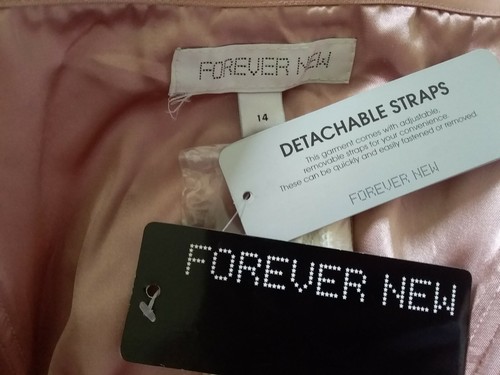 FOREVER NEW
14
DETACHABLE STRAPS
This garment comes with adjustable,
removable straps for your convenience.
These can be quickly and easily fastened or removed
FOREVER NEW
FOREVER NEW